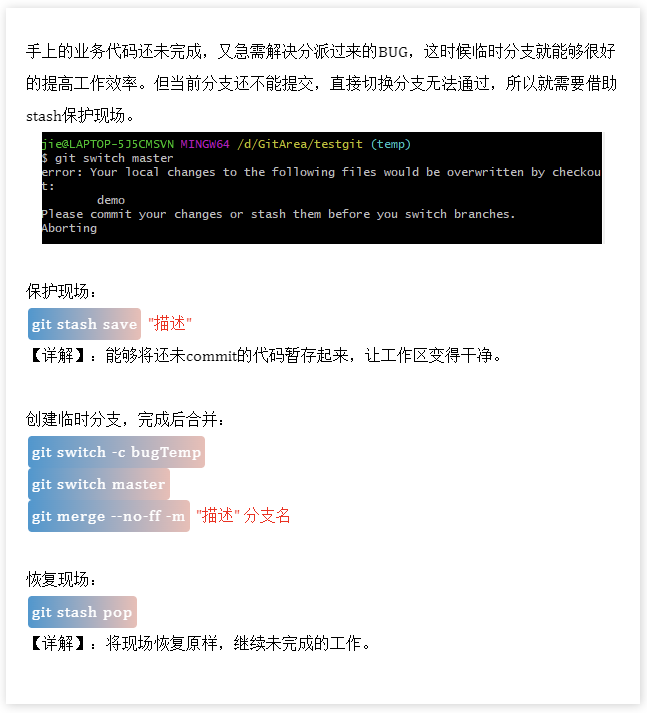 手上的业务代码还未完成，又急需解决分派过来的BUG，这时候临时分支就能够很好
的提高工作效率。但当前分支还不能提交，直接切换分支无法通过，所以就需要借助
stash保护现场。
jie@LAPTOP-5J5CMSVN MINGW64 /d/GitArea/testgit (temp)
$ git switch master
error: Your local changes to the following files would be overwritten by checkou
t:
        demo
Please commit your changes or stash them before you switch branches.
Aborting
保护现场：
git stash save "描述"
【详解】：能够将还未commit的代码暂存起来，让工作区变得干净。
创建临时分支，完成后合并：
git switch -c bugTemp
git switch master
git merge --no-ff -m "描述" 分支名
恢复现场：
git stash pop
【详解】：将现场恢复原样，继续未完成的工作。